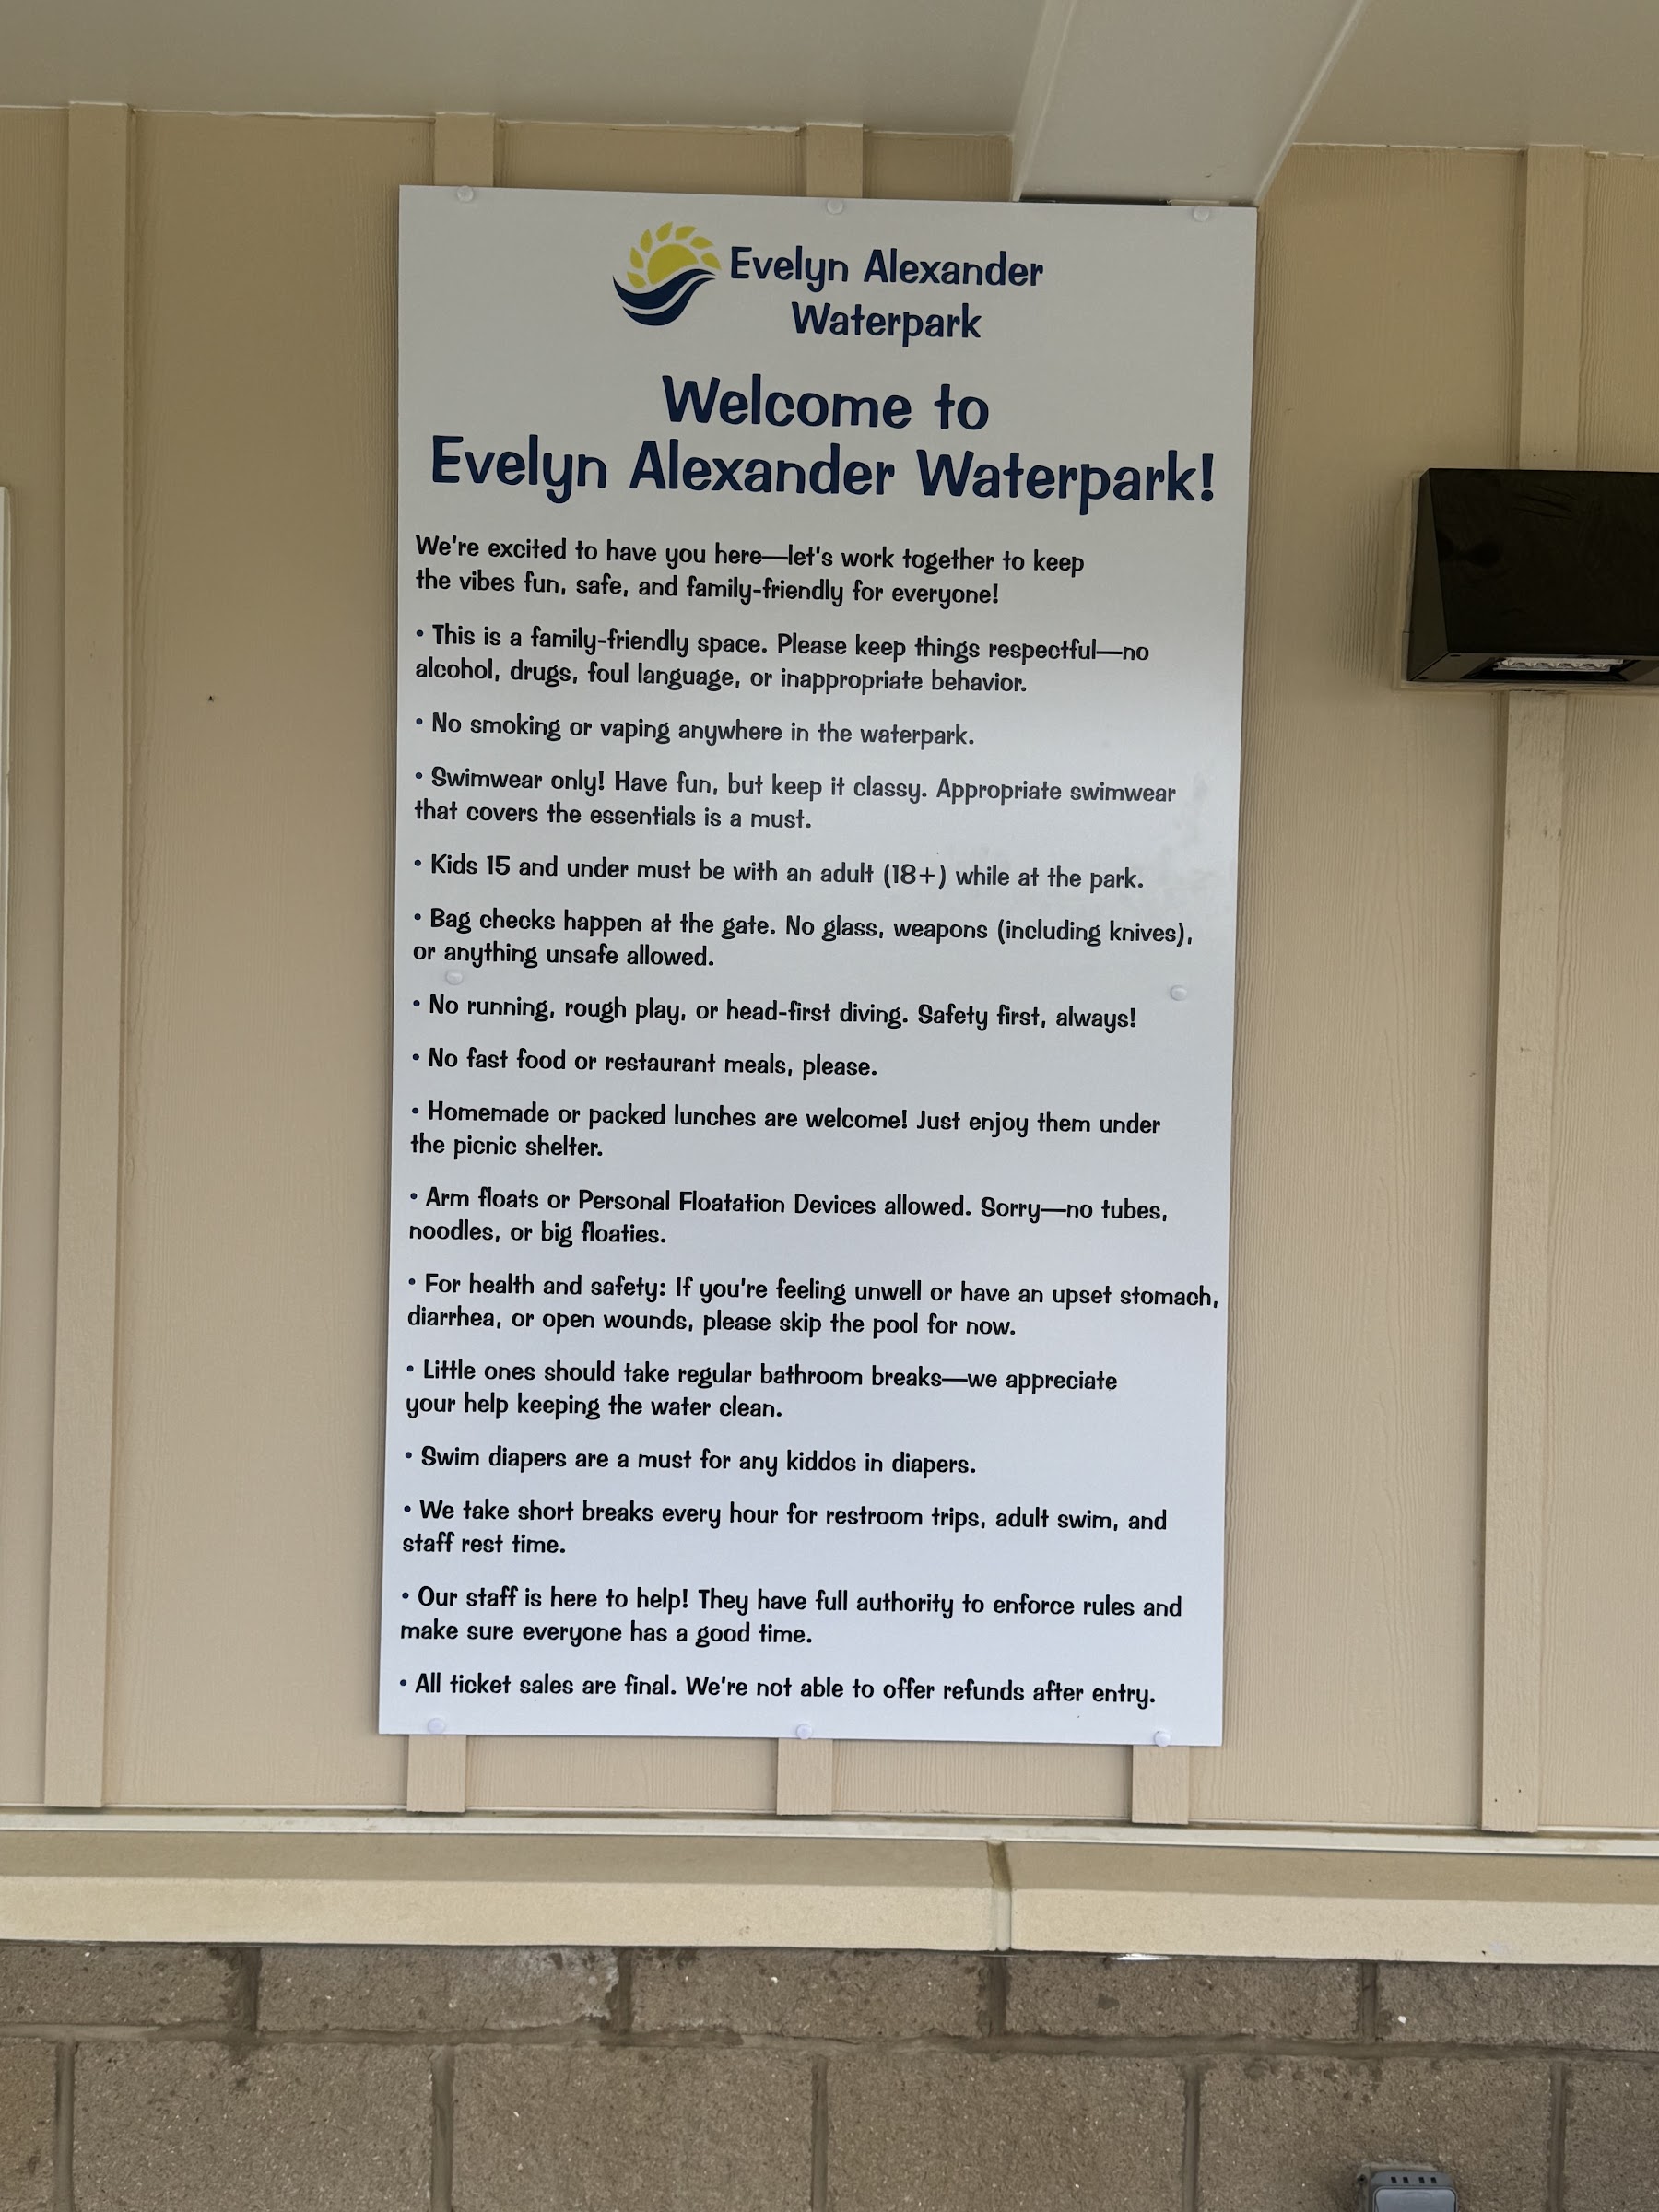 Evelyn Alexander
Waterpark
Welcome to
Evelyn Alexander Waterpark!
We're excited to have you here—let's work together to keep
the vibes fun, safe, and family-friendly for everyone!
• This is a family-friendly space. Please keep things respectful—no
alcohol, drugs, foul language, or inappropriate behavior.
• No smoking or vaping anywhere in the waterpark.
• Swimwear only! Have fun, but keep it classy. Appropriate swimwear
that covers the essentials is a must.
• Kids 15 and under must be with an adult (18+) while at the park.
• Bag checks happen at the gate. No glass, weapons (including knives),
or anything unsafe allowed.
• No running, rough play, or head-first diving. Safety first, always!
• No fast food or restaurant meals, please.
• Homemade or packed lunches are welcome! Just enjoy them under
the picnic shelter.
• Arm floats or Personal Floatation Devices allowed. Sorry—no tubes,
noodles, or big floaties.
• For health and safety: If you're feeling unwell or have an upset stomach,
diarrhea, or open wounds, please skip the pool for now.
• Little ones should take regular bathroom breaks—we appreciate
your help keeping the water clean.
• Swim diapers are a must for any kiddos in diapers.
• We take short breaks every hour for restroom trips, adult swim, and
staff rest time.
• Our staff is here to help! They have full authority to enforce rules and
make sure everyone has a good time.
• All ticket sales are final. We're not able to offer refunds after entry.